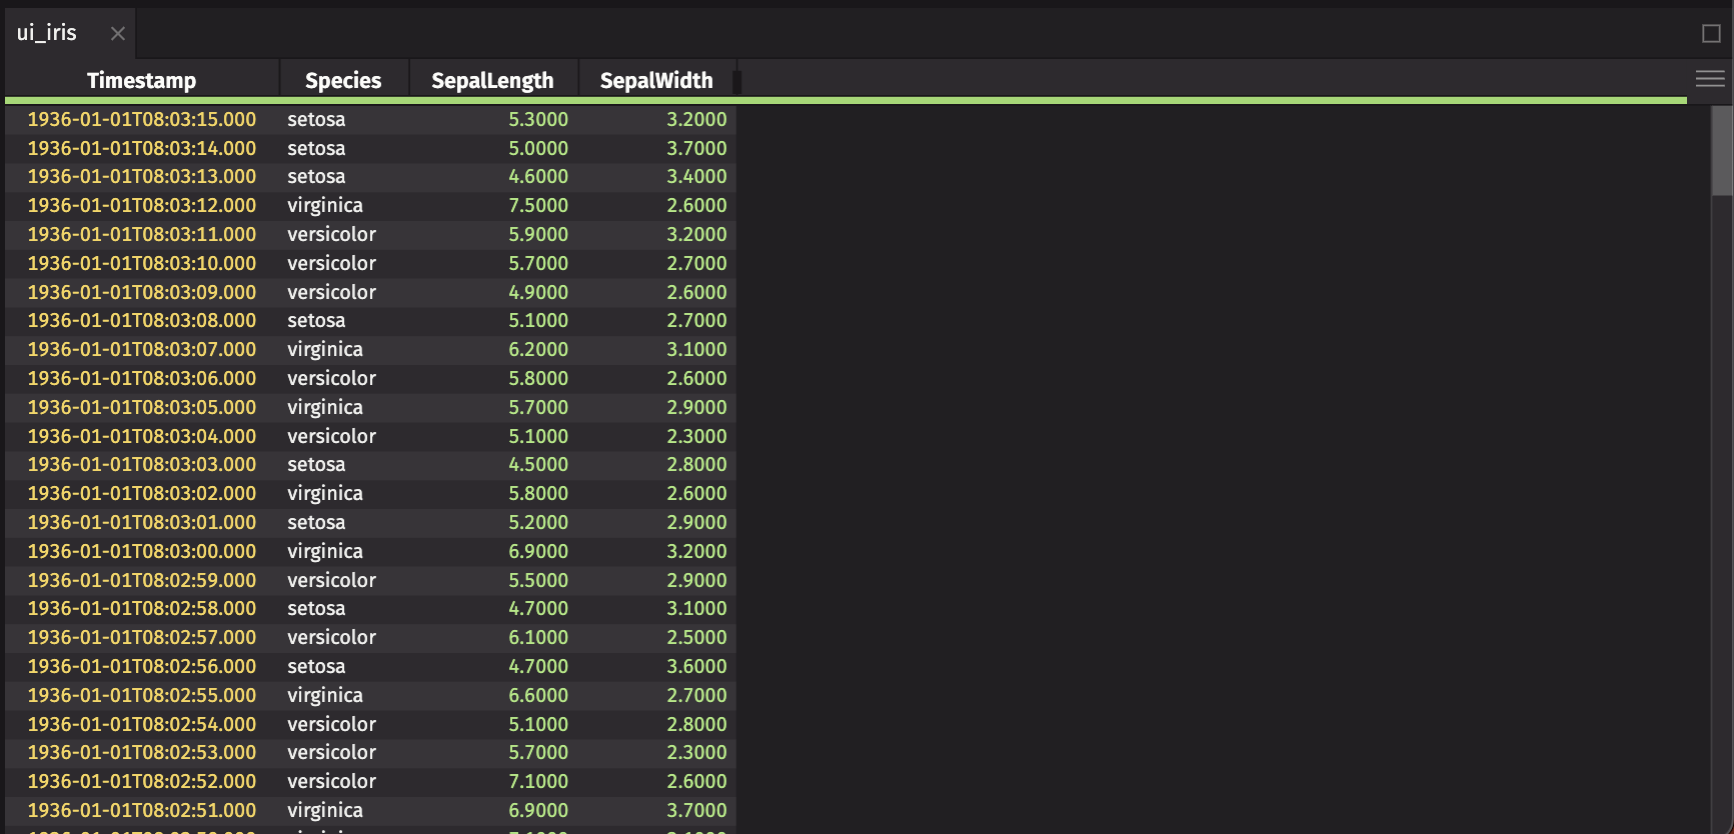 ui_iris
Timestamp Species SepalLength SepalWidth
1936-01-01T08:03:15.000 setosa 5.3000 3.2000
1936-01-01T08:03:14.000 setosa 5.0000 3.7000
1936-01-01T08:03:13.000 setosa 4.6000 3.4000
1936-01-01T08:03:12.000 virginica 7.5000 2.6000
1936-01-01T08:03:11.000 versicolor 5.9000 3.2000
1936-01-01T08:03:10.000 versicolor 5.7000 2.7000
1936-01-01T08:03:09.000 versicolor 4.9000 2.6000
1936-01-01T08:03:08.000 setosa 5.1000 2.7000
1936-01-01T08:03:07.000 virginica 6.2000 3.1000
1936-01-01T08:03:06.000 versicolor 5.8000 2.6000
1936-01-01T08:03:05.000 virginica 5.7000 2.9000
1936-01-01T08:03:04.000 versicolor 5.1000 2.3000
1936-01-01T08:03:03.000 setosa 4.5000 2.8000
1936-01-01T08:03:02.000 virginica 5.8000 2.6000
1936-01-01T08:03:01.000 setosa 5.2000 2.9000
1936-01-01T08:03:00.000 virginica 6.9000 3.2000
1936-01-01T08:02:59.000 versicolor 5.5000 2.9000
1936-01-01T08:02:58.000 setosa 4.7000 3.1000
1936-01-01T08:02:57.000 versicolor 6.1000 2.5000
1936-01-01T08:02:56.000 setosa 4.7000 3.6000
1936-01-01T08:02:55.000 virginica 6.6000 2.7000
1936-01-01T08:02:54.000 versicolor 5.1000 2.8000
1936-01-01T08:02:53.000 versicolor 5.7000 2.3000
1936-01-01T08:02:52.000 versicolor 7.1000 2.6000
1936-01-01T08:02:51.000 virginica 6.9000 3.7000